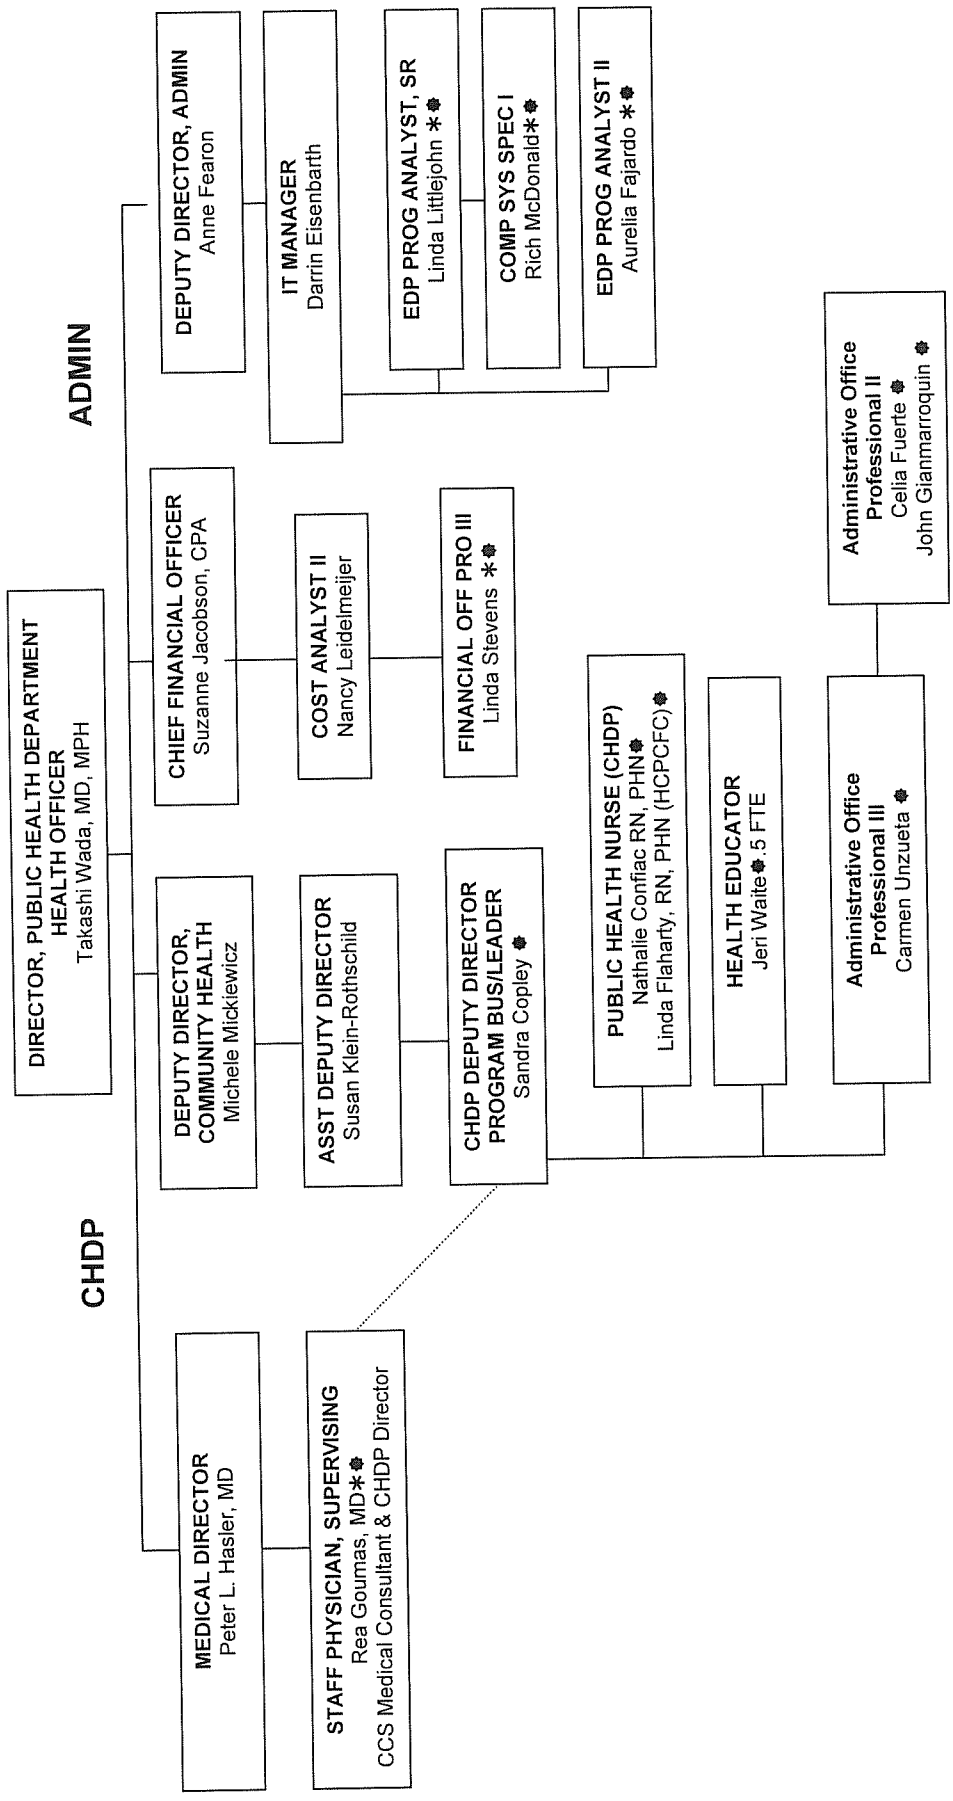 CHDP
ADMIN
DIRECTOR, PUBLIC HEALTH DEPARTMENT
HEALTH OFFICER
Takashi Wada, MD, MPH
MEDICAL DIRECTOR
Peter L. Hasler, MD
STAFF PHYSICIAN, SUPERVISING
Rea Goumas, MD*✹
CCS Medical Consultant & CHDP Director
DEPUTY DIRECTOR,
COMMUNITY HEALTH
Michele Mickiewicz
ASST DEPUTY DIRECTOR
Susan Klein-Rothschild
CHDP DEPUTY DIRECTOR
PROGRAM BUS/LEADER
Sandra Copley ✹
PUBLIC HEALTH NURSE (CHDP)
Nathalie Confiac RN, PHN✹
Linda Flaharty, RN, PHN (HCPCFC)✹
HEALTH EDUCATOR
Jeri Waite✹.5 FTE
Administrative Office
Professional III
Carmen Unzueta ✹
Administrative Office
Professional II
Celia Fuerte ✹
John Gianmarroquin ✹
CHIEF FINANCIAL OFFICER
Suzanne Jacobson, CPA
COST ANALYST II
Nancy Leidelmeijer
FINANCIAL OFF PRO III
Linda Stevens *✹
DEPUTY DIRECTOR, ADMIN
Anne Fearon
IT MANAGER
Darrin Eisenbarth
EDP PROG ANALYST, SR
Linda Littlejohn *✹
COMP SYS SPEC I
Rich McDonald*✹
EDP PROG ANALYST II
Aurelia Fajardo *✹